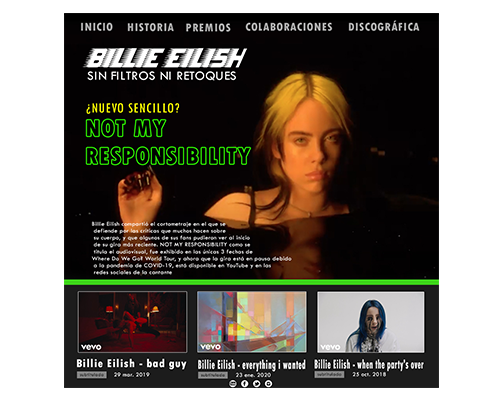 INICIO HISTORIA PREMIOS COLABORACIONES DISCOGRÁFICA
BILLIE EILISH
SIN FILTROS NI RETOQUES
¿NUEVO SENCILLO?
NOT MY
RESPONSIBILITY
Billie Eilish compartió el cortometraje en el que se
defiende por las críticas que muchos hacen sobre
su cuerpo, y que algunos de sus fans pudieron ver al inicio
de su gira más reciente. NOT MY RESPONSIBILITY como se
titula el audiovisual, fue exhibido en las únicas 3 fechas de
Where Do We Go? World Tour, y ahora que la gira está en pausa debido
a la pandemia de COVID-19, está disponible en YouTube y en las
redes sociales de la cantante
vevo vevo vevo
Billie Eilish - bad guy Billie Eilish - everything i wanted Billie Eilish - when the party's over
subtitulado 29 mar. 2019 subtitulado 23 ene. 2020 subtitulado 25 oct. 2018